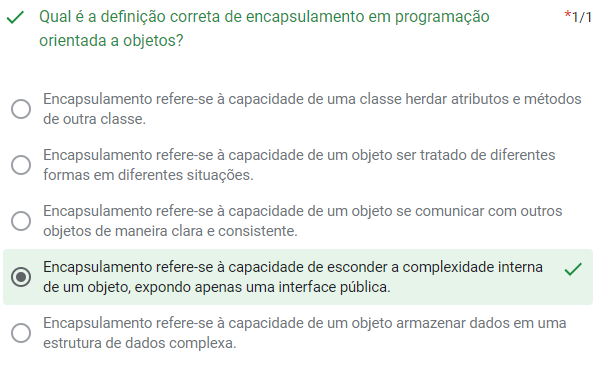 Qual é a definição correta de encapsulamento em programação *1/1
orientada a objetos?
Encapsulamento refere-se à capacidade de uma classe herdar atributos e métodos
de outra classe.
Encapsulamento refere-se à capacidade de um objeto ser tratado de diferentes
formas em diferentes situações.
Encapsulamento refere-se à capacidade de um objeto se comunicar com outros
objetos de maneira clara e consistente.
Encapsulamento refere-se à capacidade de esconder a complexidade interna
de um objeto, expondo apenas uma interface pública.
Encapsulamento refere-se à capacidade de um objeto armazenar dados em uma
estrutura de dados complexa.